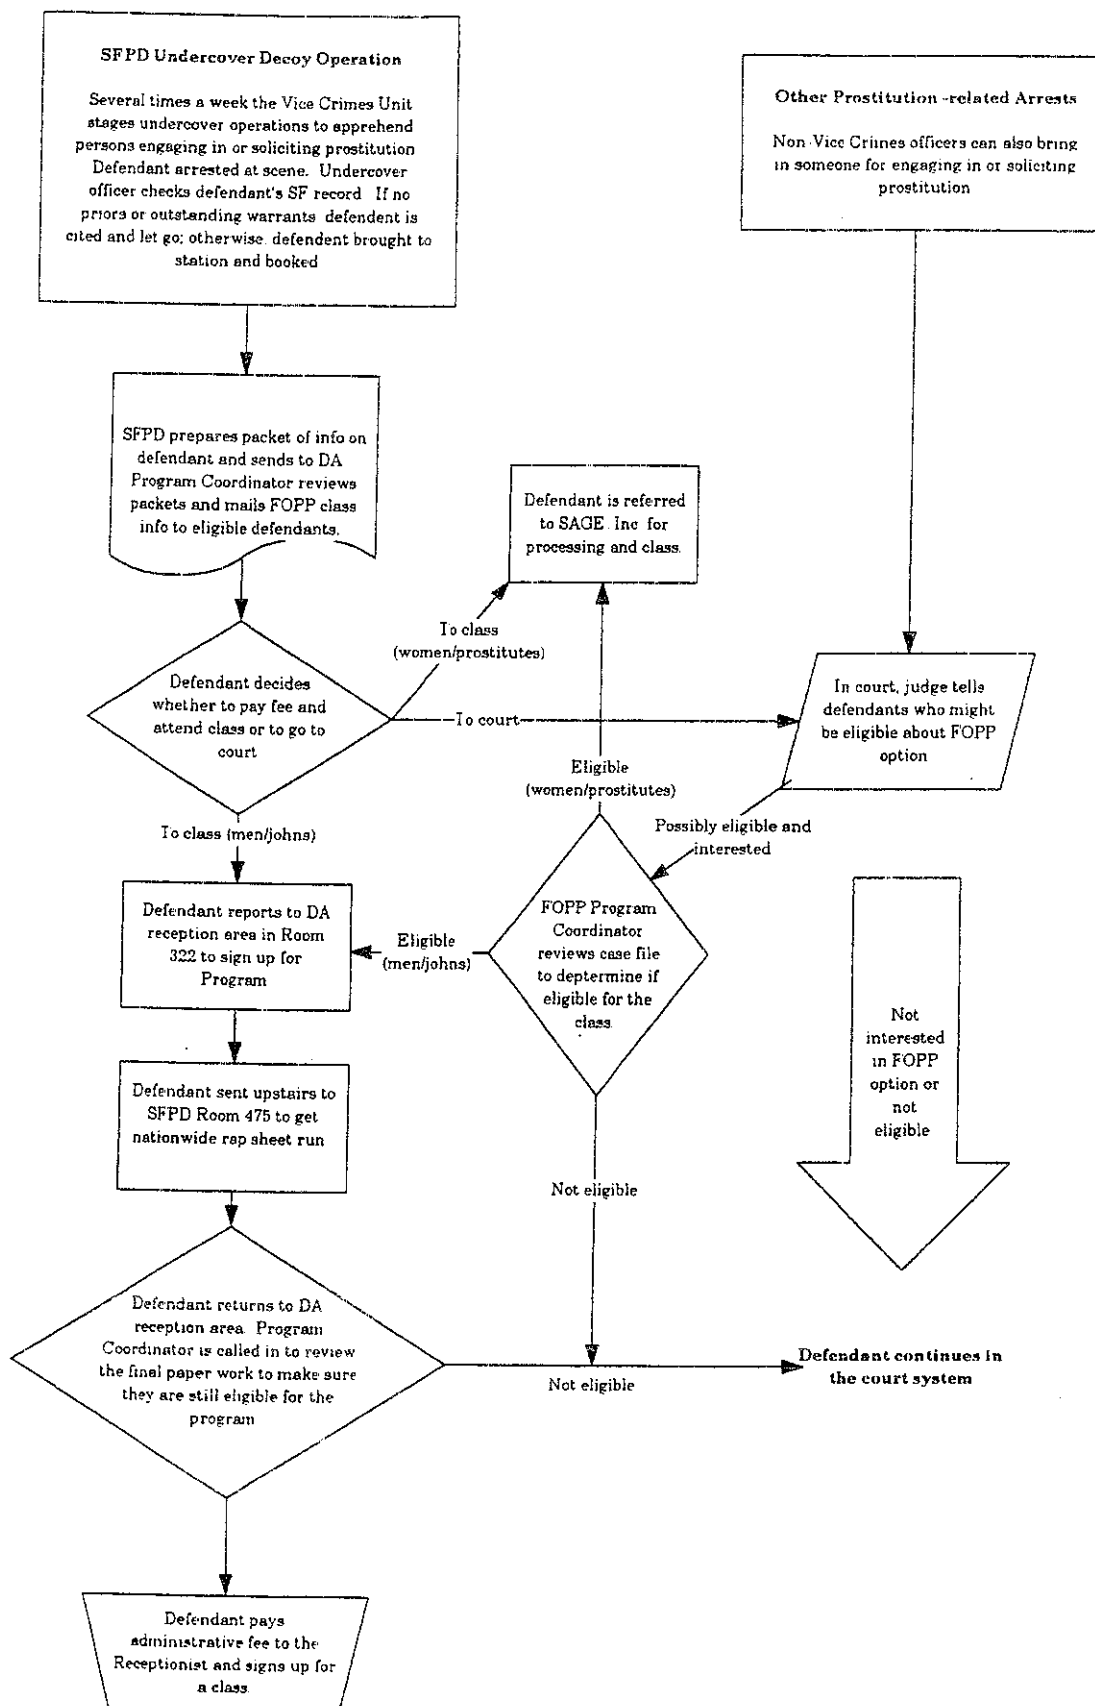 SFPD Undercover Decoy Operation
Several times a week the Vice Crimes Unit
stages undercover operations to apprehend
persons engaging in or soliciting prostitution
Defendant arrested at scene. Undercover
officer checks defendant's SF record If no
priors or outstanding warrants defendent is
cited and let go; otherwise defendent brought to
station and booked
Other Prostitution-related Arrests
Non-Vice Crimes officers can also bring
in someone for engaging in or soliciting
prostitution
SFPD prepares packet of info on
defendant and sends to DA
Program Coordinator reviews
packets and mails FOPP class
info to eligible defendants.
Defendant is referred
to SAGE Inc for
processing and class.
To class
(women/prostitutes)
Defendant decides
whether to pay fee and
attend class or to go to
court
To court
In court, judge tells
defendants who might
be eligible about FOPP
option
Eligible
(women/prostitutes)
To class (men/johns)
Possibly eligible and
interested
Defendant reports to DA
reception area in Room
322 to sign up for
Program
Eligible
(men/johns)
FOPP Program
Coordinator
reviews case file
to deptermine if
eligible for the
class
Not
interested
in FOPP
option or
not
eligible
Defendant sent upstairs to
SFPD Room 475 to get
nationwide rap sheet run
Not eligible
Defendant returns to DA
reception area Program
Coordinator is called in to review
the final paper work to make sure
they are still eligible for the
program
Not eligible
Defendant continues in
the court system
Defendant pays
administrative fee to the
Receptionist and signs up for
a class.